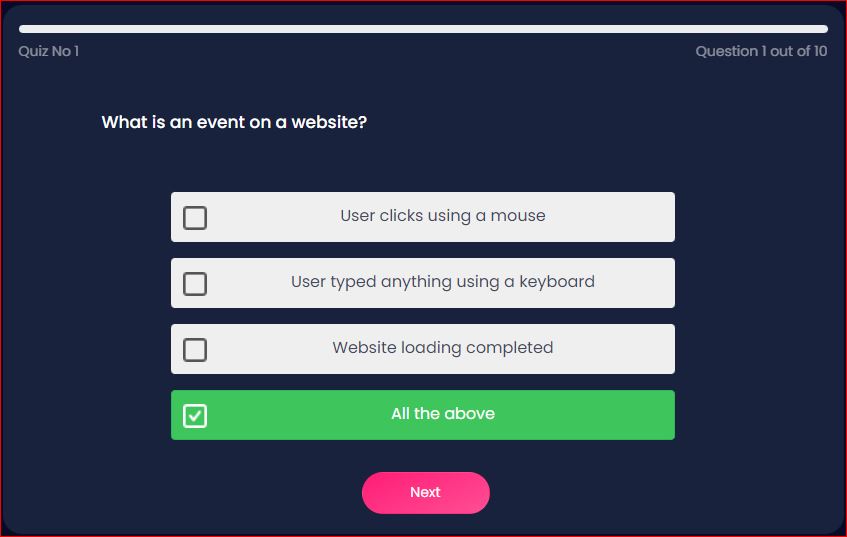 Quiz No 1
Question 1 out of 10
What is an event on a website?
User clicks using a mouse
User typed anything using a keyboard
Website loading completed
All the above
Next